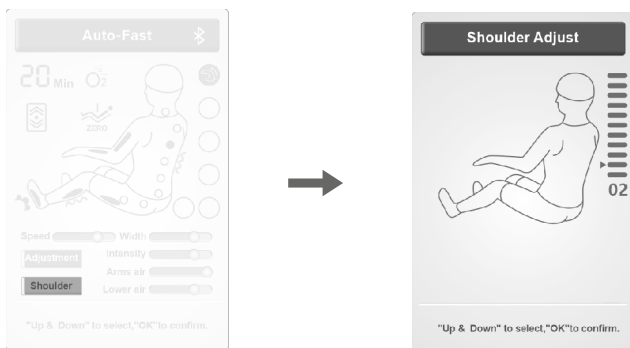 Auto-Fast
20 Min O2
ZERO
Speed Width
Adjustment Intensity
Arms air
Shoulder Lower air
"Up & Down" to select,"OK"to confirm.
Shoulder Adjust
02
"Up & Down" to select,"OK"to confirm.